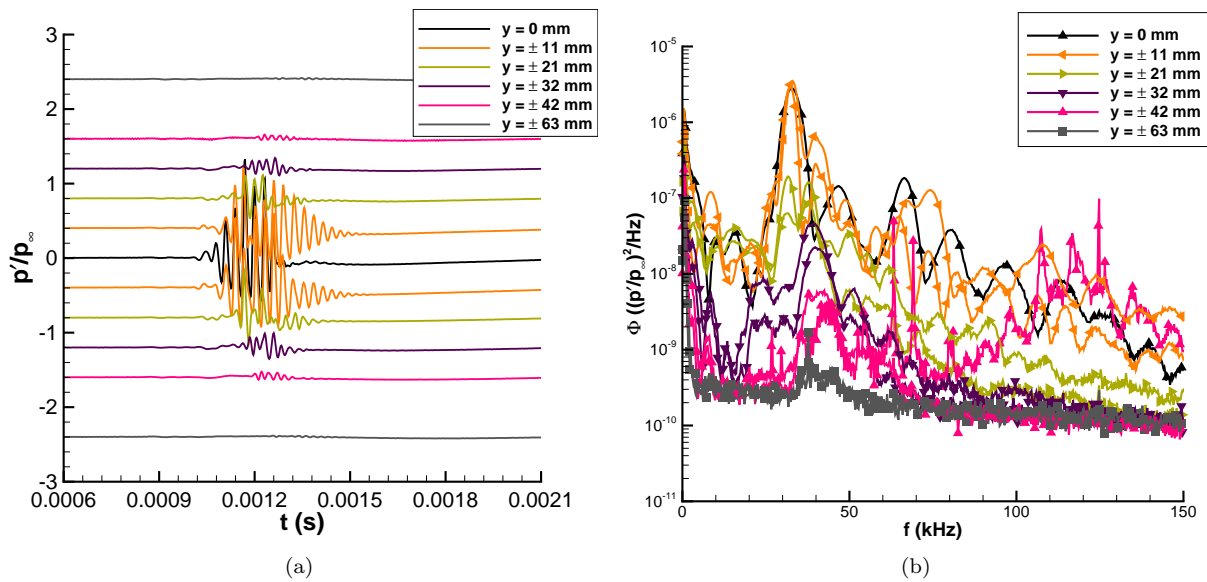 3
2
1
0
-1
-2
-3
p′/p∞
0.0006
0.0009
0.0012
0.0015
0.0018
0.0021
t (s)
y = 0 mm
y = ± 11 mm
y = ± 21 mm
y = ± 32 mm
y = ± 42 mm
y = ± 63 mm
(a)
10⁻⁵
10⁻⁶
10⁻⁷
10⁻⁸
10⁻⁹
10⁻¹⁰
10⁻¹¹
Φ ((p′/p∞)²/Hz)
0
50
100
150
f (kHz)
y = 0 mm
y = ± 11 mm
y = ± 21 mm
y = ± 32 mm
y = ± 42 mm
y = ± 63 mm
(b)